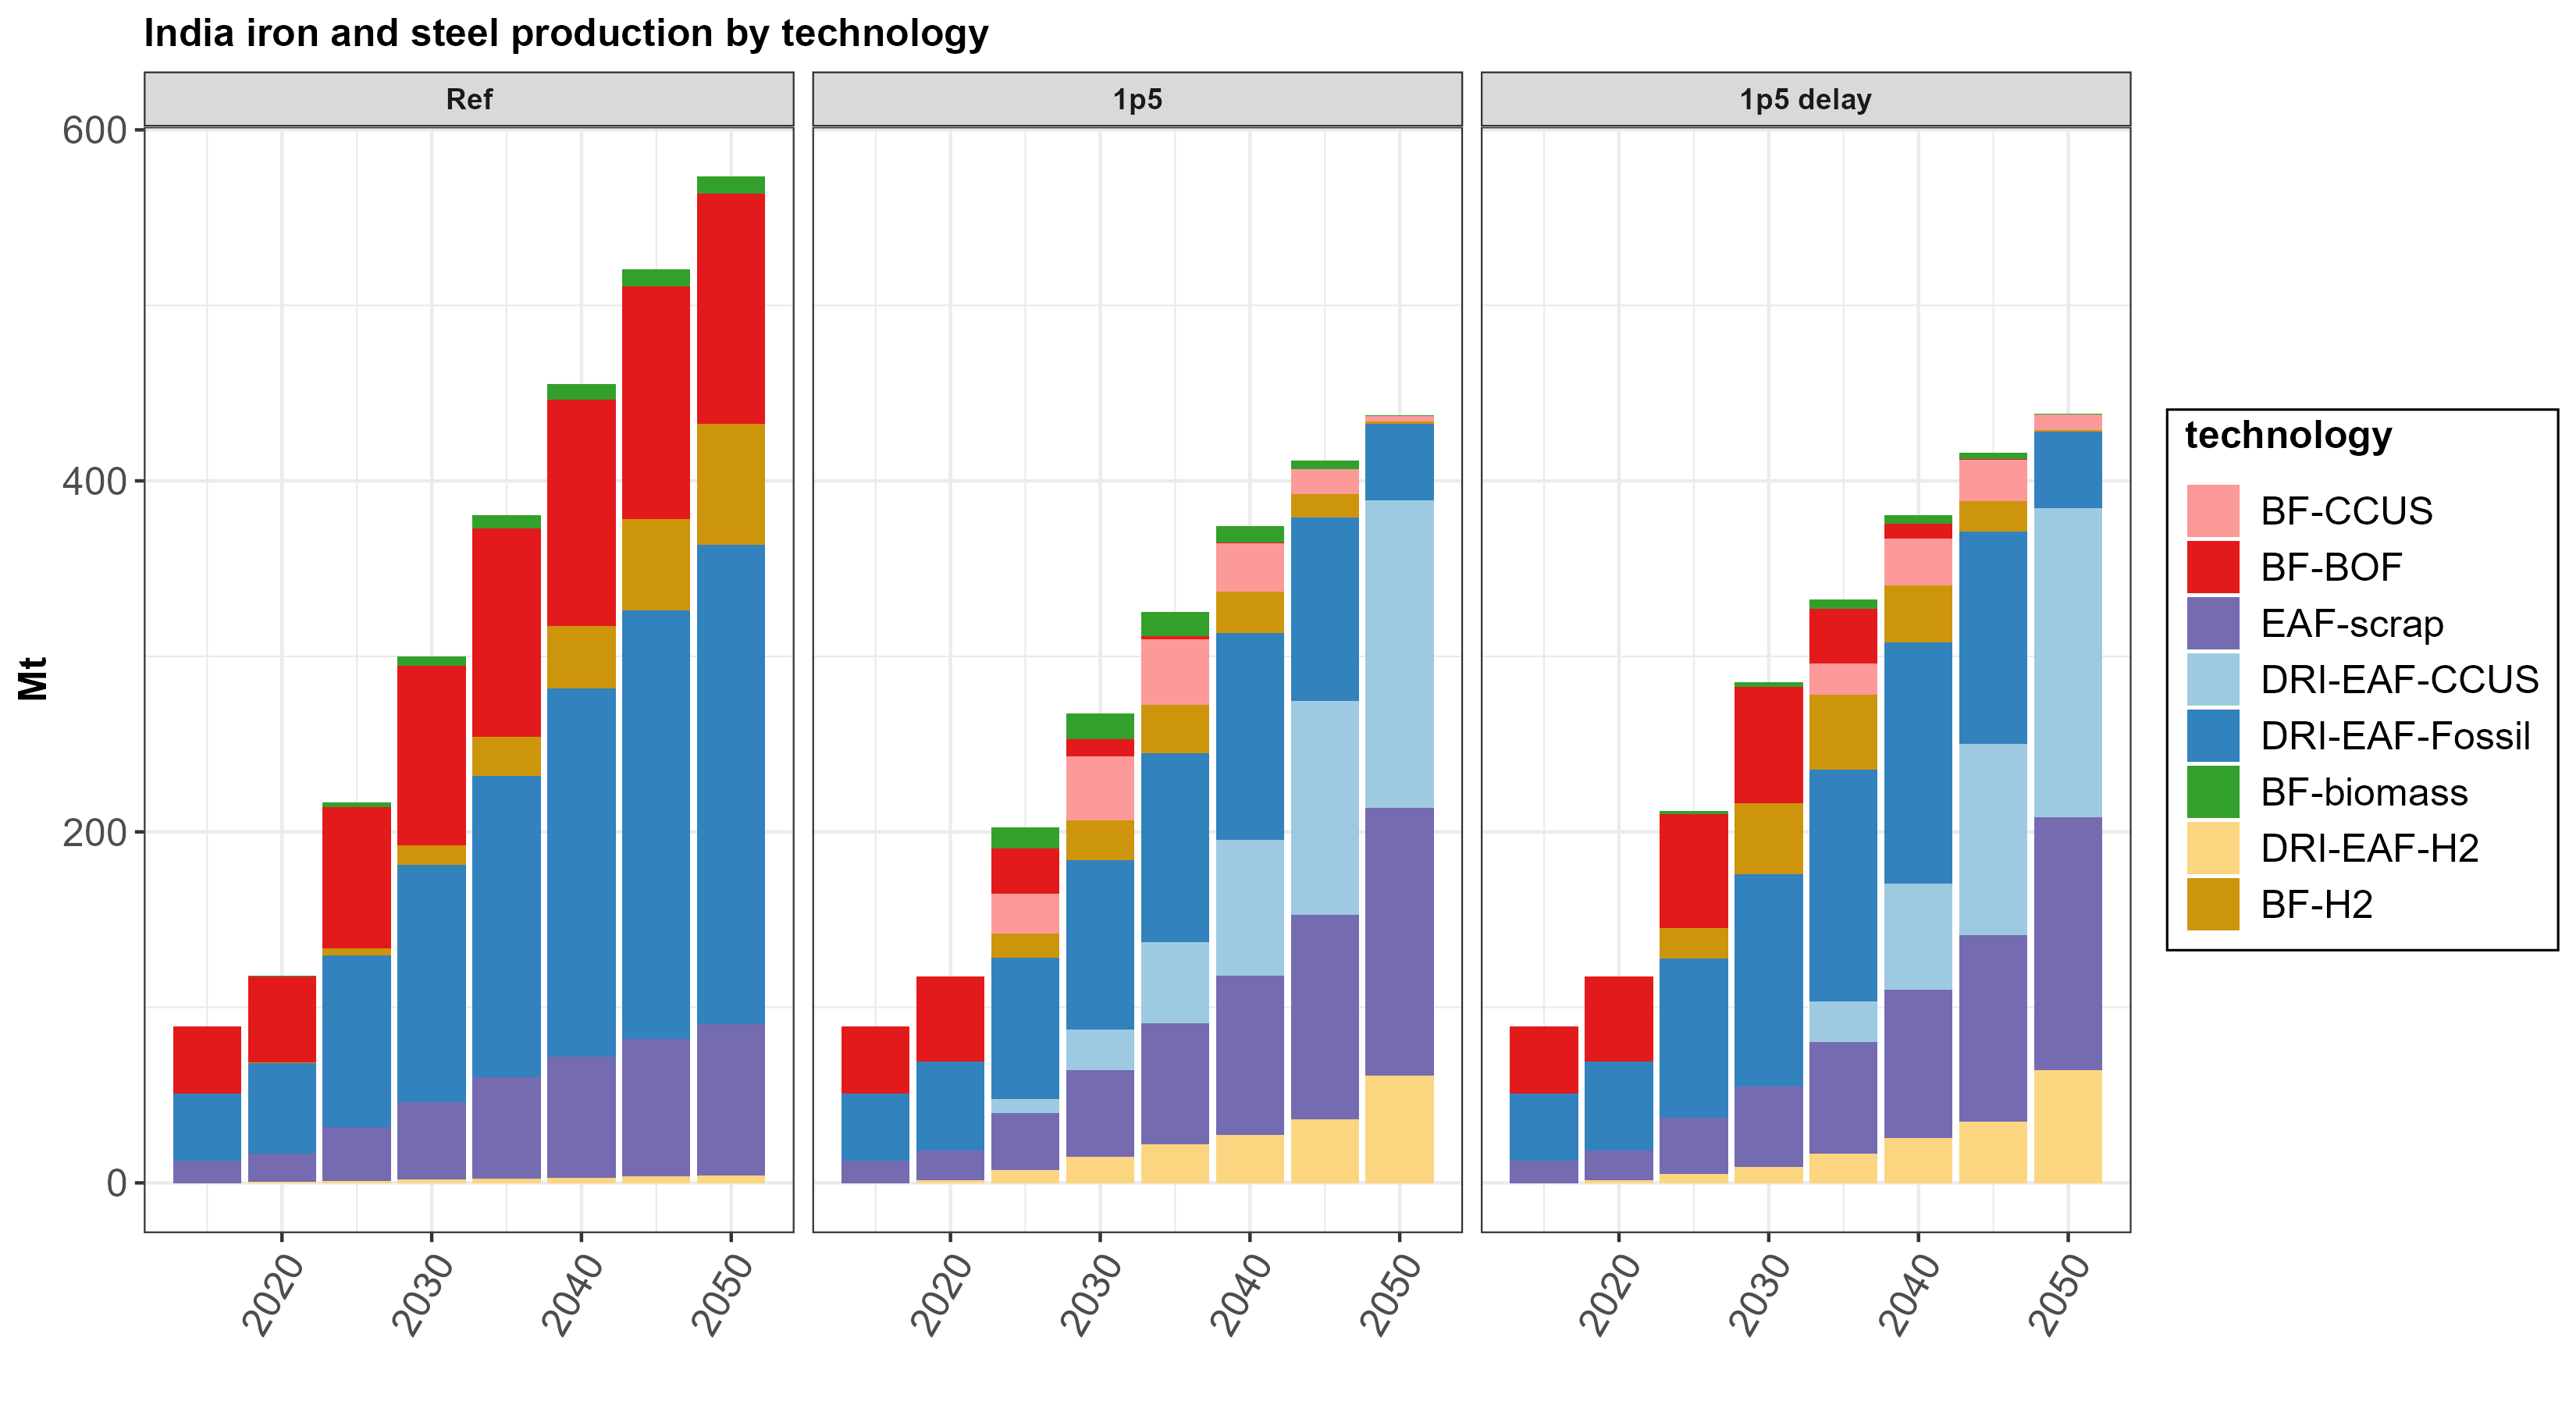 India iron and steel production by technology
Ref
1p5
1p5 delay
600
400
200
0
Mt
2020
2030
2040
2050
2020
2030
2040
2050
2020
2030
2040
2050
technology
BF-CCUS
BF-BOF
EAF-scrap
DRI-EAF-CCUS
DRI-EAF-Fossil
BF-biomass
DRI-EAF-H2
BF-H2